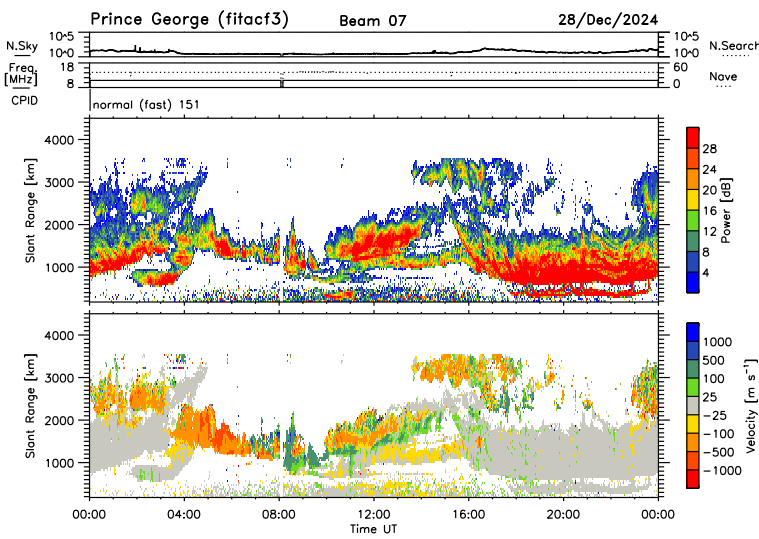 Prince George (fitacf3) Beam 07 28/Dec/2024
N.Sky 10^5 10^0 10^5 10^0 N.Search
Freq. [MHz] 18 8 60 0 Nave
CPID normal (fast) 151
Slant Range [km] 4000 3000 2000 1000
Power [dB] 28 24 20 16 12 8 4
Slant Range [km] 4000 3000 2000 1000
Velocity [m s⁻¹] 1000 500 100 25 −25 −100 −500 −1000
00:00 04:00 08:00 12:00 16:00 20:00 00:00
Time UT